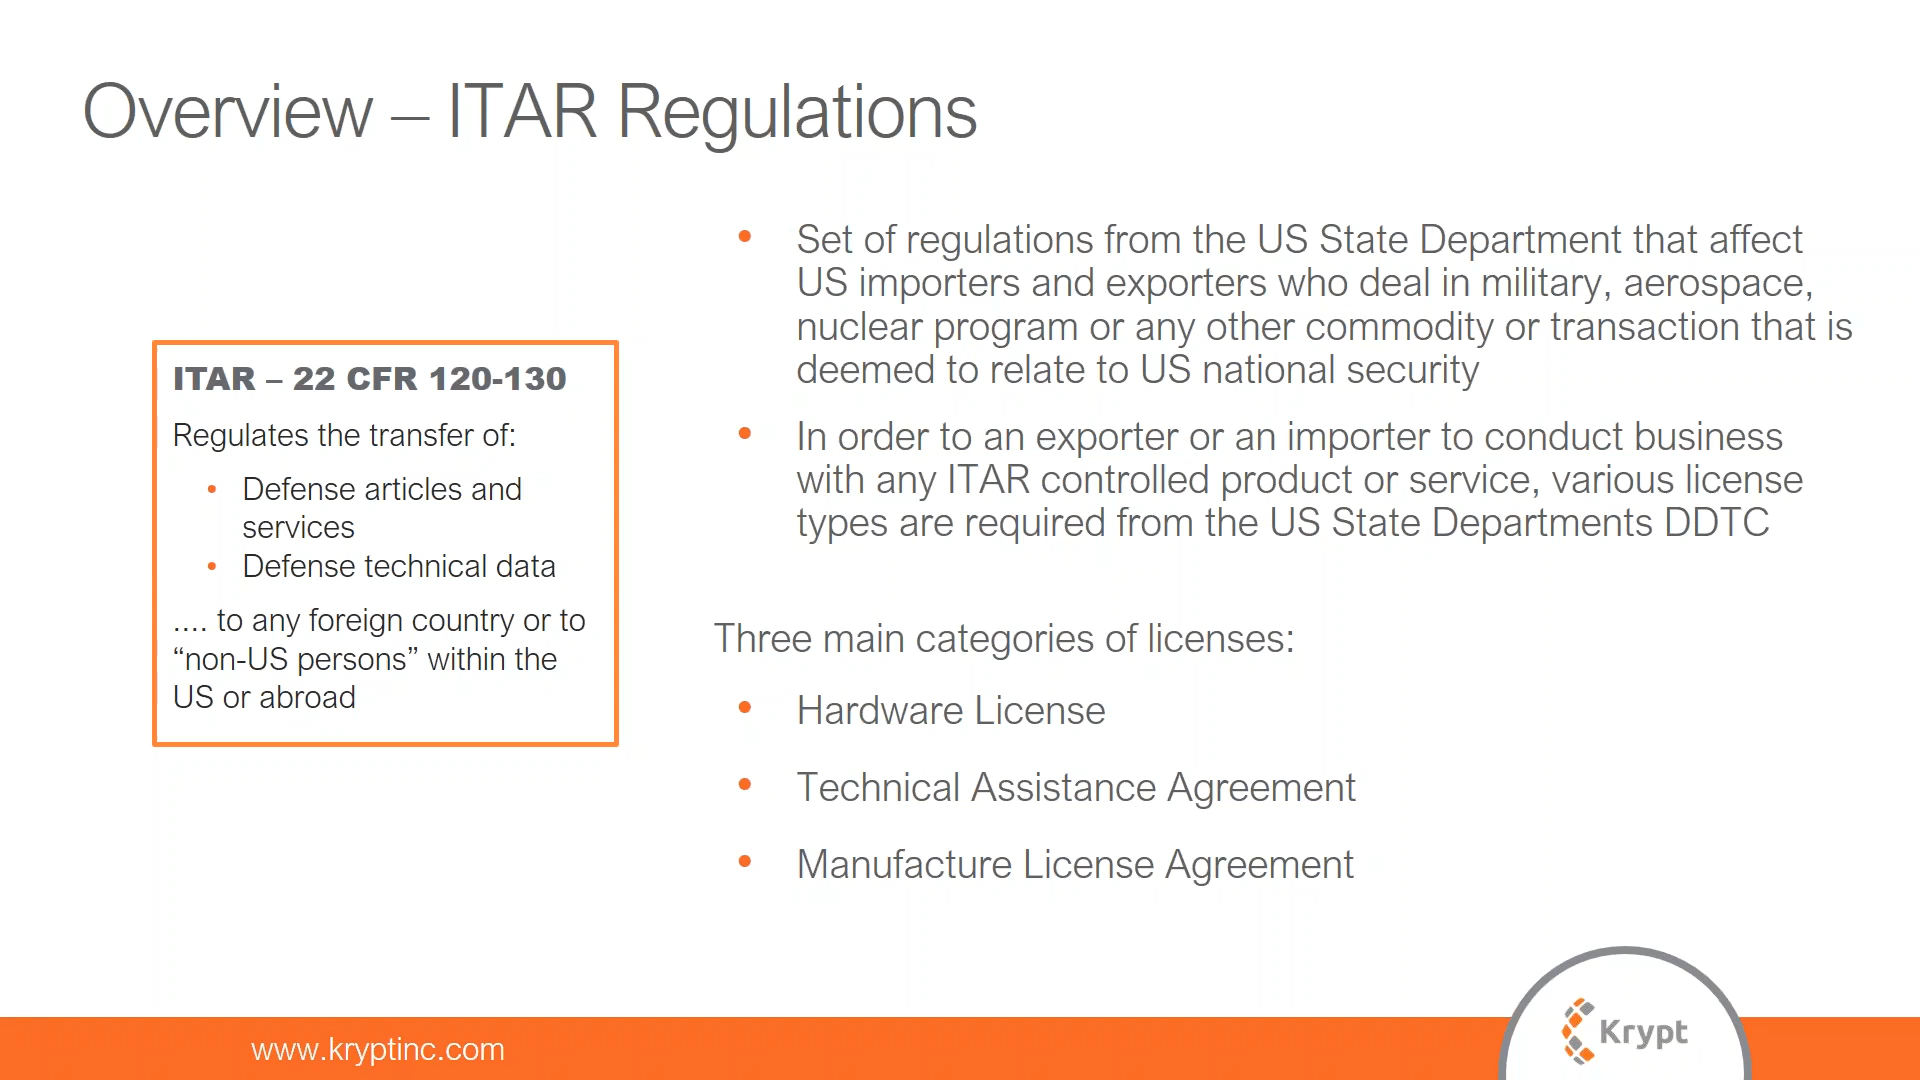 Overview – ITAR Regulations
ITAR – 22 CFR 120-130
Regulates the transfer of:
• Defense articles and
services
• Defense technical data
.... to any foreign country or to
“non-US persons” within the
US or abroad
• Set of regulations from the US State Department that affect
US importers and exporters who deal in military, aerospace,
nuclear program or any other commodity or transaction that is
deemed to relate to US national security
• In order to an exporter or an importer to conduct business
with any ITAR controlled product or service, various license
types are required from the US State Departments DDTC
Three main categories of licenses:
• Hardware License
• Technical Assistance Agreement
• Manufacture License Agreement
www.kryptinc.com
Krypt